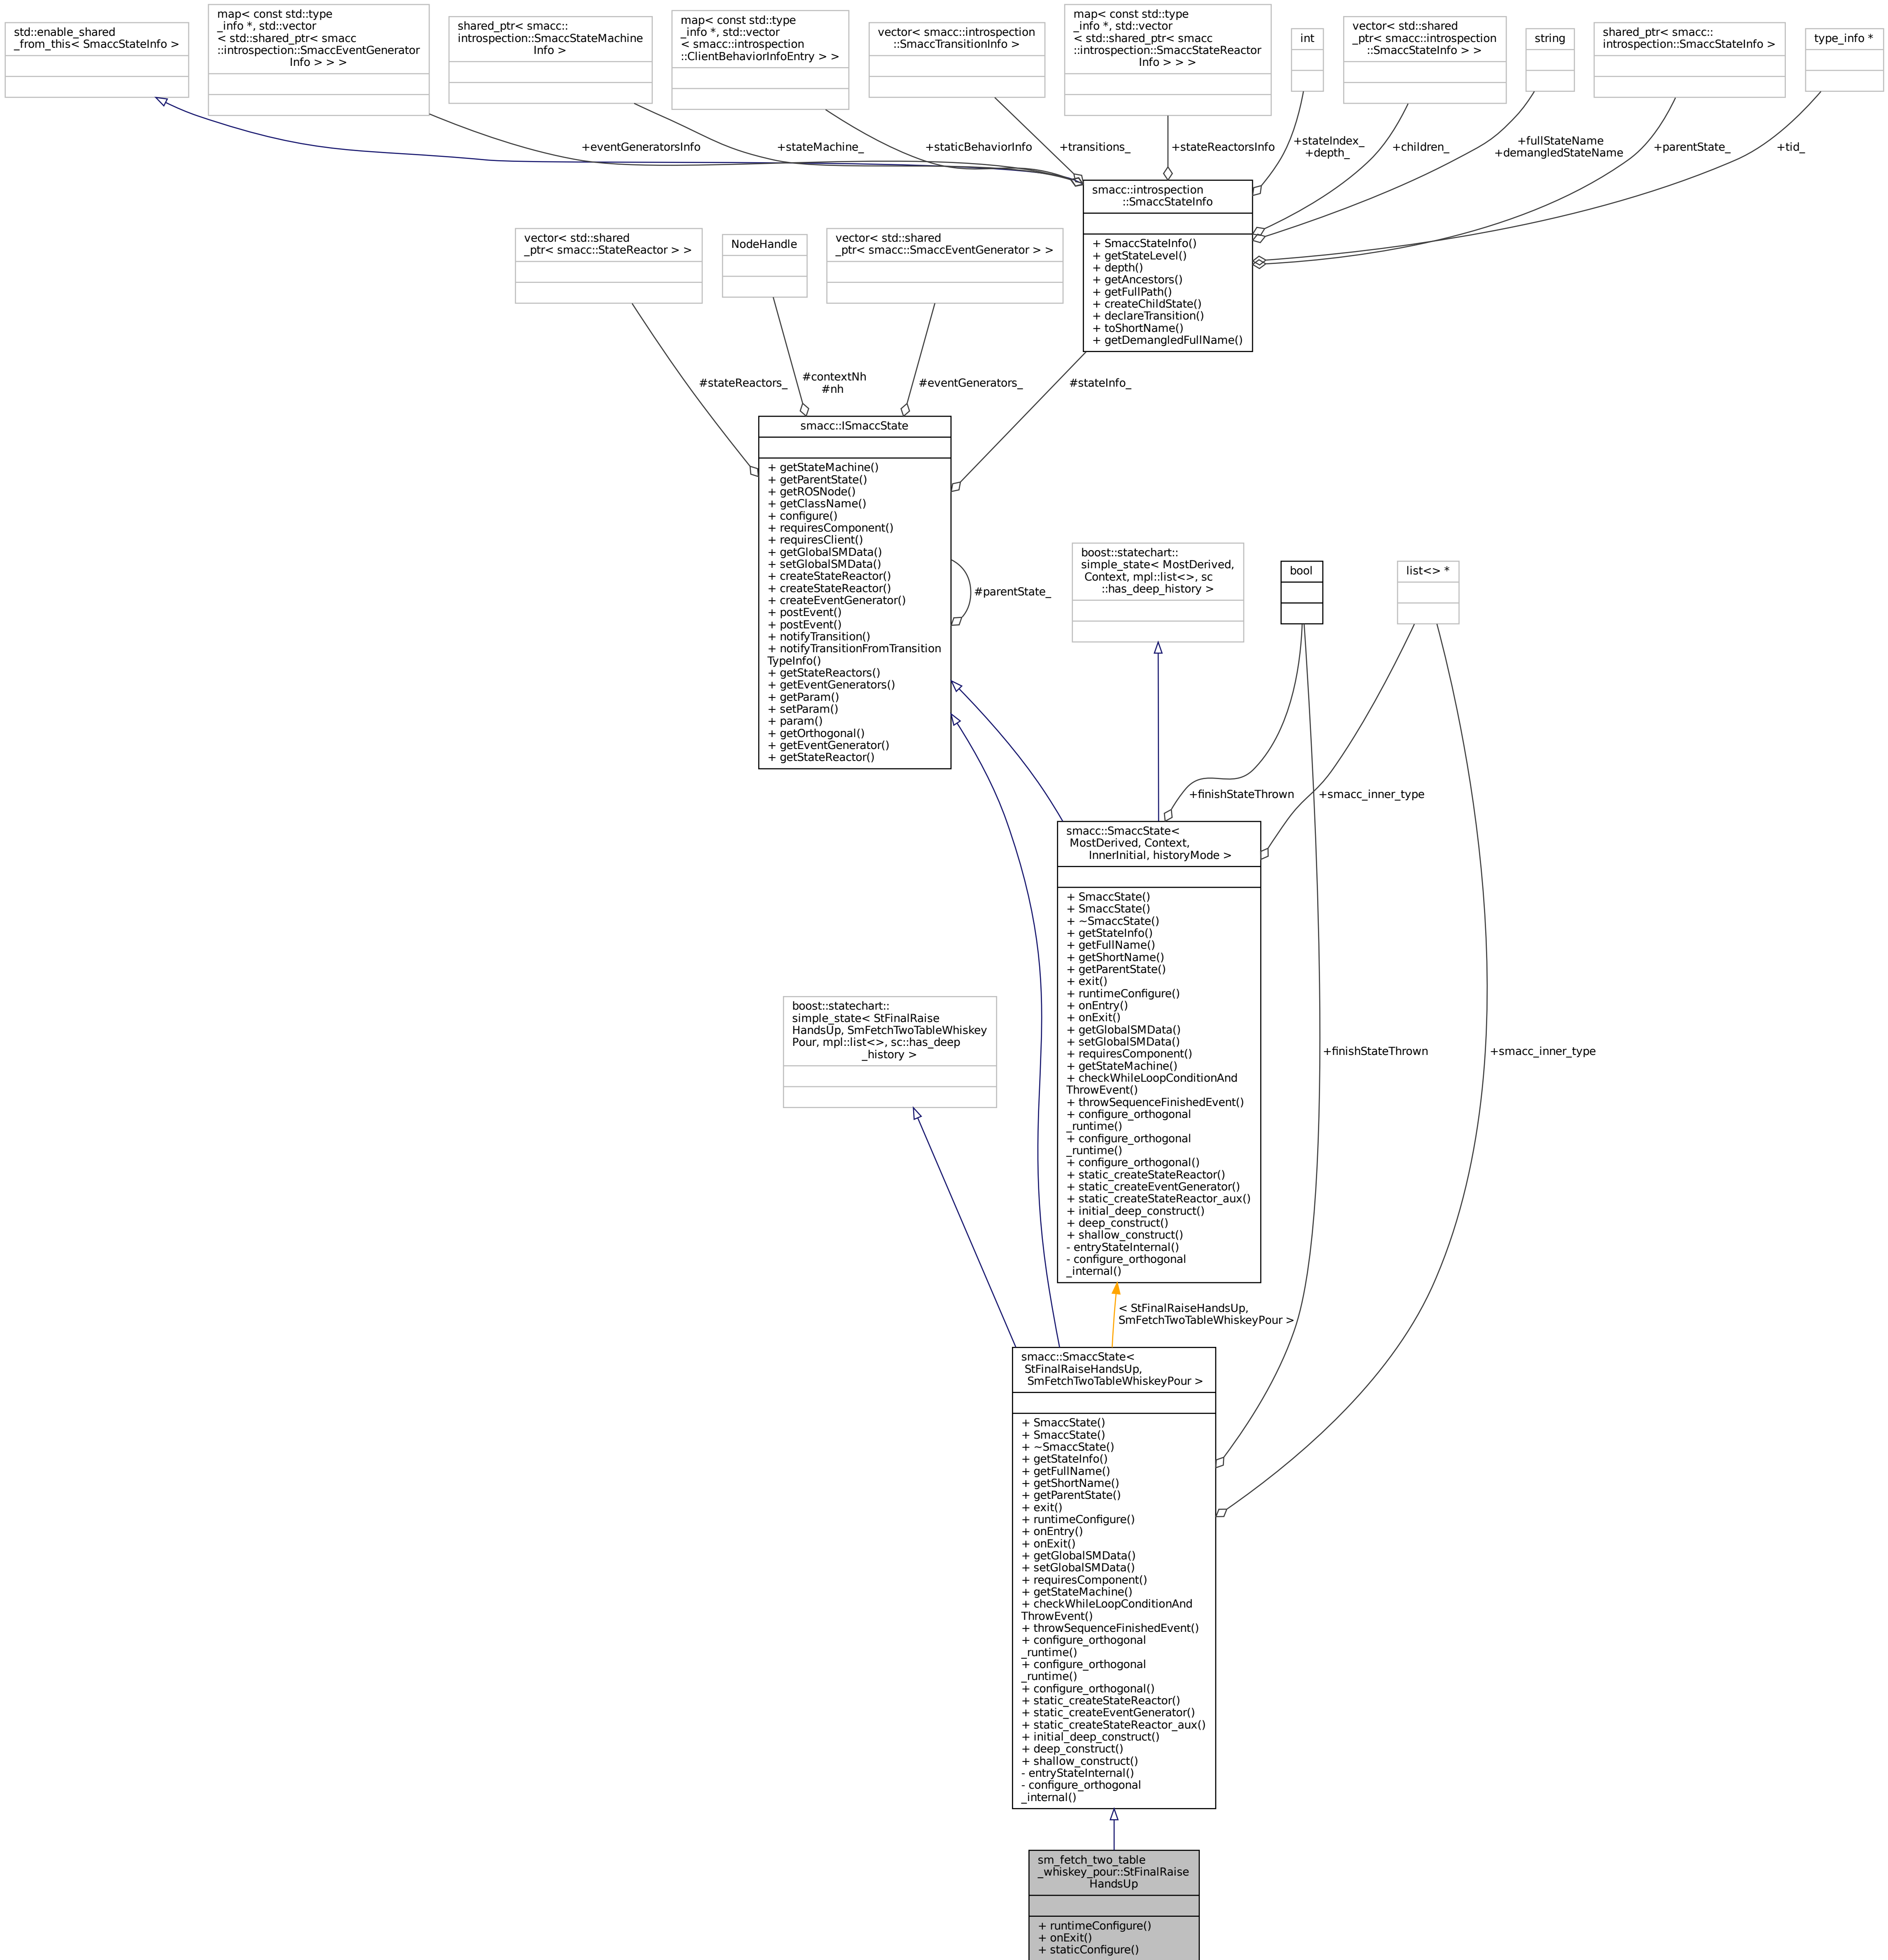 std::enable_shared
_from_this< SmaccStateInfo >
map< const std::type
_info *, std::vector
< std::shared_ptr< smacc
::introspection::SmaccEventGenerator
Info > > >
shared_ptr< smacc::
introspection::SmaccStateMachine
Info >
map< const std::type
_info *, std::vector
< smacc::introspection
::ClientBehaviorInfoEntry > >
vector< smacc::introspection
::SmaccTransitionInfo >
map< const std::type
_info *, std::vector
< std::shared_ptr< smacc
::introspection::SmaccStateReactor
Info > > >
int
vector< std::shared
_ptr< smacc::introspection
::SmaccStateInfo > >
string
shared_ptr< smacc::
introspection::SmaccStateInfo >
type_info *
+eventGeneratorsInfo
+stateMachine_
+staticBehaviorInfo
+transitions_
+stateReactorsInfo
+stateIndex_
+depth_
+children_
+fullStateName
+demangledStateName
+parentState_
+tid_
smacc::introspection
::SmaccStateInfo
+ SmaccStateInfo()
+ getStateLevel()
+ depth()
+ getAncestors()
+ getFullPath()
+ createChildState()
+ declareTransition()
+ toShortName()
+ getDemangledFullName()
vector< std::shared
_ptr< smacc::StateReactor > >
NodeHandle
vector< std::shared
_ptr< smacc::SmaccEventGenerator > >
#stateReactors_
#contextNh
#nh
#eventGenerators_
#stateInfo_
smacc::ISmaccState
+ getStateMachine()
+ getParentState()
+ getROSNode()
+ getClassName()
+ configure()
+ requiresComponent()
+ requiresClient()
+ getGlobalSMData()
+ setGlobalSMData()
+ createStateReactor()
+ createStateReactor()
+ createEventGenerator()
+ postEvent()
+ postEvent()
+ notifyTransition()
+ notifyTransitionFromTransition
TypeInfo()
+ getStateReactors()
+ getEventGenerators()
+ getParam()
+ setParam()
+ param()
+ getOrthogonal()
+ getEventGenerator()
+ getStateReactor()
#parentState_
boost::statechart::
simple_state< MostDerived,
Context, mpl::list<>, sc
::has_deep_history >
bool
list<> *
+finishStateThrown
+smacc_inner_type
smacc::SmaccState<
MostDerived, Context,
InnerInitial, historyMode >
+ SmaccState()
+ SmaccState()
+ ~SmaccState()
+ getStateInfo()
+ getFullName()
+ getShortName()
+ getParentState()
+ exit()
+ runtimeConfigure()
+ onEntry()
+ onExit()
+ getGlobalSMData()
+ setGlobalSMData()
+ requiresComponent()
+ getStateMachine()
+ checkWhileLoopConditionAnd
ThrowEvent()
+ throwSequenceFinishedEvent()
+ configure_orthogonal
_runtime()
+ configure_orthogonal
_runtime()
+ configure_orthogonal()
+ static_createStateReactor()
+ static_createEventGenerator()
+ static_createStateReactor_aux()
+ initial_deep_construct()
+ deep_construct()
+ shallow_construct()
- entryStateInternal()
- configure_orthogonal
_internal()
boost::statechart::
simple_state< StFinalRaise
HandsUp, SmFetchTwoTableWhiskey
Pour, mpl::list<>, sc::has_deep
_history >
+finishStateThrown
+smacc_inner_type
< StFinalRaiseHandsUp,
SmFetchTwoTableWhiskeyPour >
smacc::SmaccState<
StFinalRaiseHandsUp,
SmFetchTwoTableWhiskeyPour >
+ SmaccState()
+ SmaccState()
+ ~SmaccState()
+ getStateInfo()
+ getFullName()
+ getShortName()
+ getParentState()
+ exit()
+ runtimeConfigure()
+ onEntry()
+ onExit()
+ getGlobalSMData()
+ setGlobalSMData()
+ requiresComponent()
+ getStateMachine()
+ checkWhileLoopConditionAnd
ThrowEvent()
+ throwSequenceFinishedEvent()
+ configure_orthogonal
_runtime()
+ configure_orthogonal
_runtime()
+ configure_orthogonal()
+ static_createStateReactor()
+ static_createEventGenerator()
+ static_createStateReactor_aux()
+ initial_deep_construct()
+ deep_construct()
+ shallow_construct()
- entryStateInternal()
- configure_orthogonal
_internal()
sm_fetch_two_table
_whiskey_pour::StFinalRaise
HandsUp
+ runtimeConfigure()
+ onExit()
+ staticConfigure()